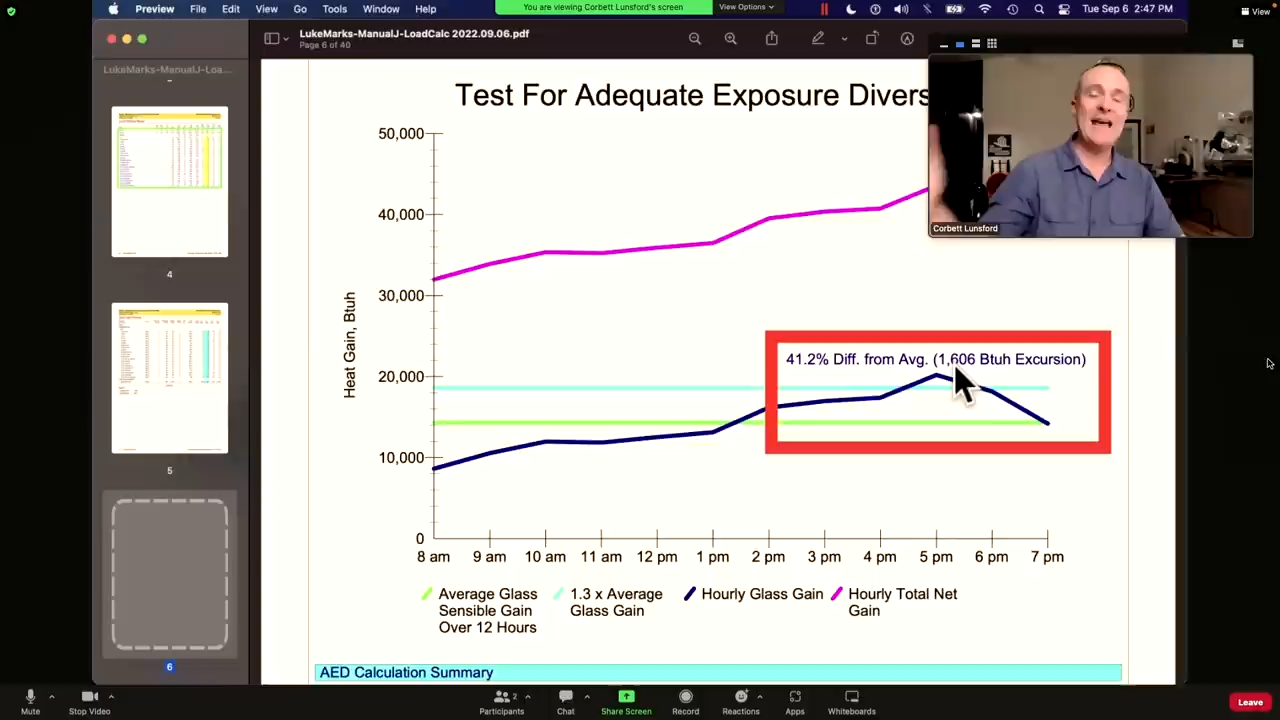 Preview File Edit View Go Tools Window Help
You are viewing Corbett Lunsford's screen
View Options
Tue Sep 6 2:47 PM
View
LukeMarks-ManualJ-LoadCalc 2022.09.06.pdf
Page 6 of 40
LukeMarks-ManualJ-Loa...
4
5
6
Test For Adequate Exposure Divers
Corbett Lunsford
Heat Gain, Btuh
50,000
40,000
30,000
20,000
10,000
0
41.2% Diff. from Avg. (1,606 Btuh Excursion)
8 am 9 am 10 am 11 am 12 pm 1 pm 2 pm 3 pm 4 pm 5 pm 6 pm 7 pm
Average Glass
Sensible Gain
Over 12 Hours
1.3 x Average
Glass Gain
Hourly Glass Gain
Hourly Total Net
Gain
AED Calculation Summary
Mute
Stop Video
Participants 2
Chat
Share Screen
Record
Reactions
Apps
Whiteboards
Leave